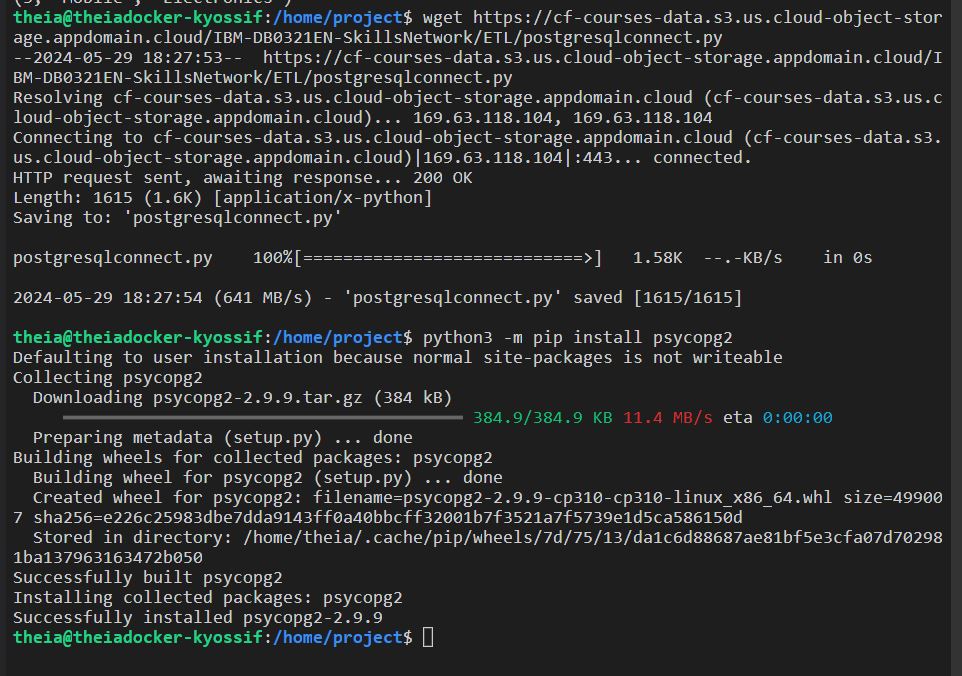 (3, 'Mobile', 'Electronics')
theia@theiadocker-kyossif:/home/project$ wget https://cf-courses-data.s3.us.cloud-object-stor
age.appdomain.cloud/IBM-DB0321EN-SkillsNetwork/ETL/postgresqlconnect.py
--2024-05-29 18:27:53--  https://cf-courses-data.s3.us.cloud-object-storage.appdomain.cloud/I
BM-DB0321EN-SkillsNetwork/ETL/postgresqlconnect.py
Resolving cf-courses-data.s3.us.cloud-object-storage.appdomain.cloud (cf-courses-data.s3.us.c
loud-object-storage.appdomain.cloud)... 169.63.118.104, 169.63.118.104
Connecting to cf-courses-data.s3.us.cloud-object-storage.appdomain.cloud (cf-courses-data.s3.
us.cloud-object-storage.appdomain.cloud)|169.63.118.104|:443... connected.
HTTP request sent, awaiting response... 200 OK
Length: 1615 (1.6K) [application/x-python]
Saving to: 'postgresqlconnect.py'
postgresqlconnect.py    100%[============================>]   1.58K  --.-KB/s    in 0s
2024-05-29 18:27:54 (641 MB/s) - 'postgresqlconnect.py' saved [1615/1615]
theia@theiadocker-kyossif:/home/project$ python3 -m pip install psycopg2
Defaulting to user installation because normal site-packages is not writeable
Collecting psycopg2
  Downloading psycopg2-2.9.9.tar.gz (384 kB)
384.9/384.9 KB 11.4 MB/s eta 0:00:00
  Preparing metadata (setup.py) ... done
Building wheels for collected packages: psycopg2
  Building wheel for psycopg2 (setup.py) ... done
  Created wheel for psycopg2: filename=psycopg2-2.9.9-cp310-cp310-linux_x86_64.whl size=49900
7 sha256=e226c25983dbe7dda9143ff0a40bbcff32001b7f3521a7f5739e1d5ca586150d
  Stored in directory: /home/theia/.cache/pip/wheels/7d/75/13/da1c6d88687ae81bf5e3cfa07d70298
1ba137963163472b050
Successfully built psycopg2
Installing collected packages: psycopg2
Successfully installed psycopg2-2.9.9
theia@theiadocker-kyossif:/home/project$